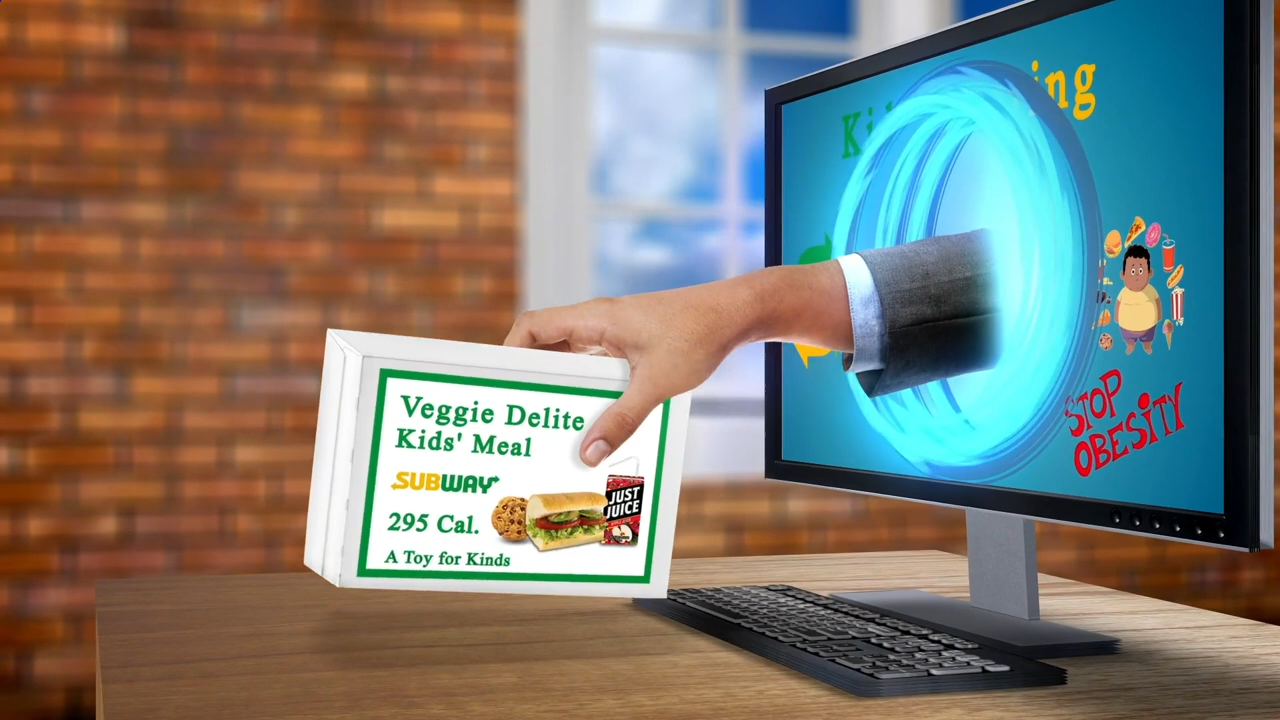 Veggie Delite
Kids' Meal
SUBWAY
295 Cal.
A Toy for Kinds
JUST
JUICE
STOP
OBESITY